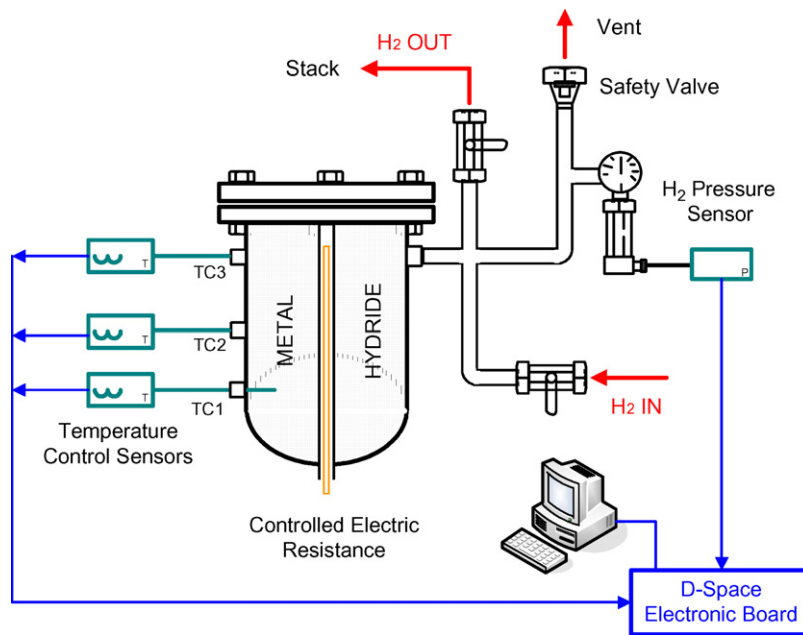 Vent
H2 OUT
Stack
Safety Valve
H2 Pressure
Sensor
T
TC3
P
METAL
HYDRIDE
T
TC2
T
TC1
H2 IN
Temperature
Control Sensors
Controlled Electric
Resistance
D-Space
Electronic Board